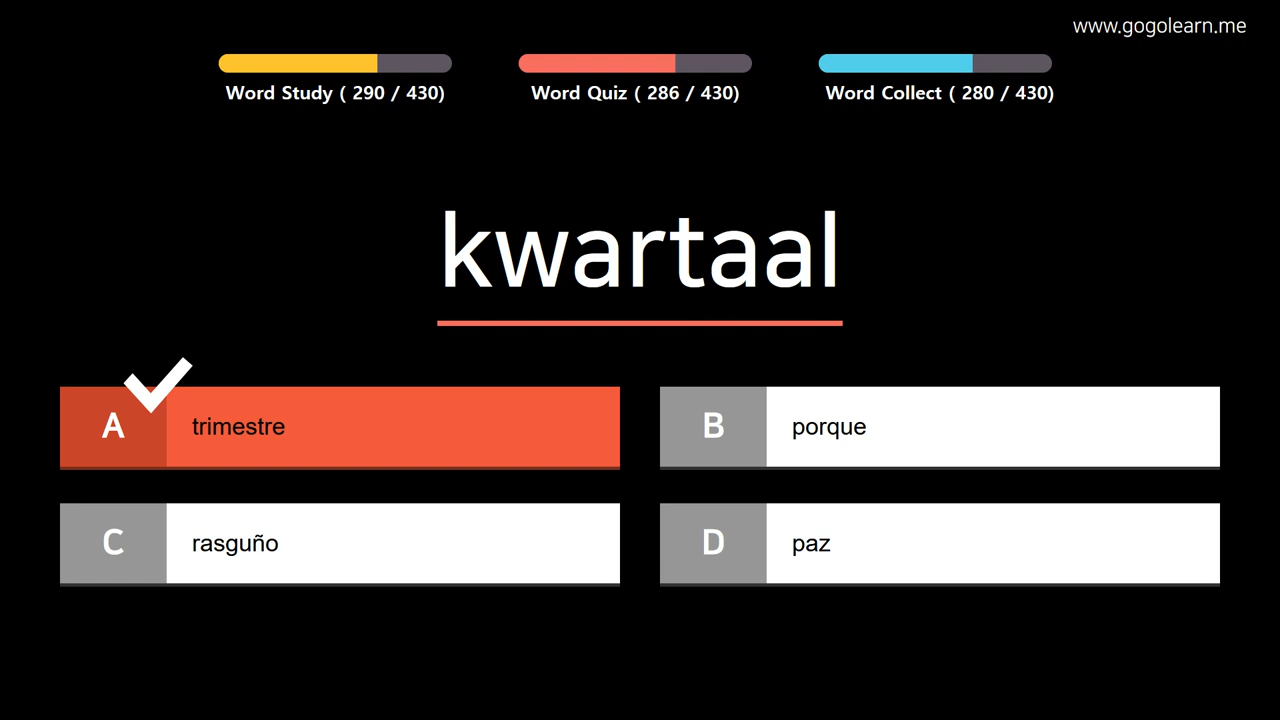 www.gogolearn.me
Word Study ( 290 / 430)
Word Quiz ( 286 / 430)
Word Collect ( 280 / 430)
kwartaal
A trimestre
B porque
C rasguño
D paz